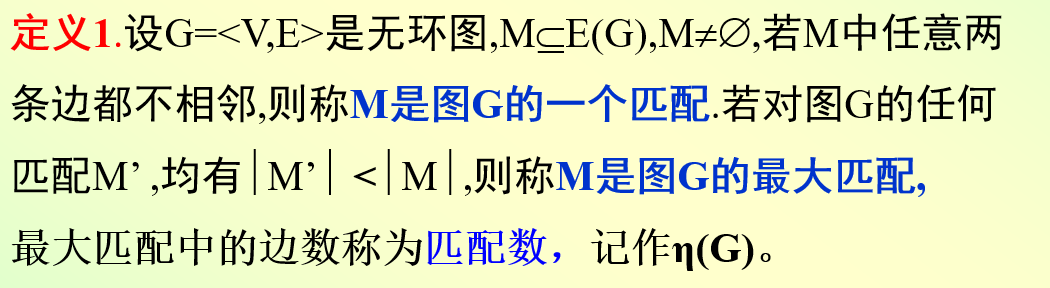 定义1.设G=<V,E>是无环图,M⊆E(G),M≠∅,若M中任意两
条边都不相邻,则称M是图G的一个匹配.若对图G的任何
匹配M’,均有|M’| <|M|,则称M是图G的最大匹配,
最大匹配中的边数称为匹配数，记作η(G)。